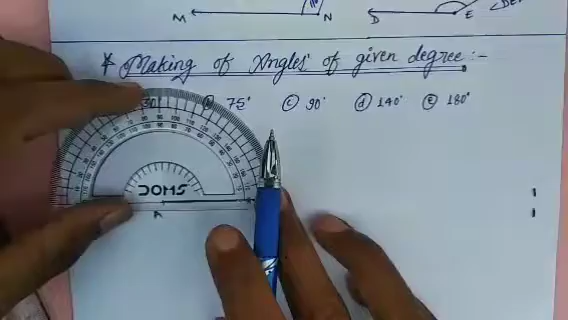 M N D E
* Making of Angles of given degree :-
30° b 75° c 90° d 140° e 180°
DOMS
A